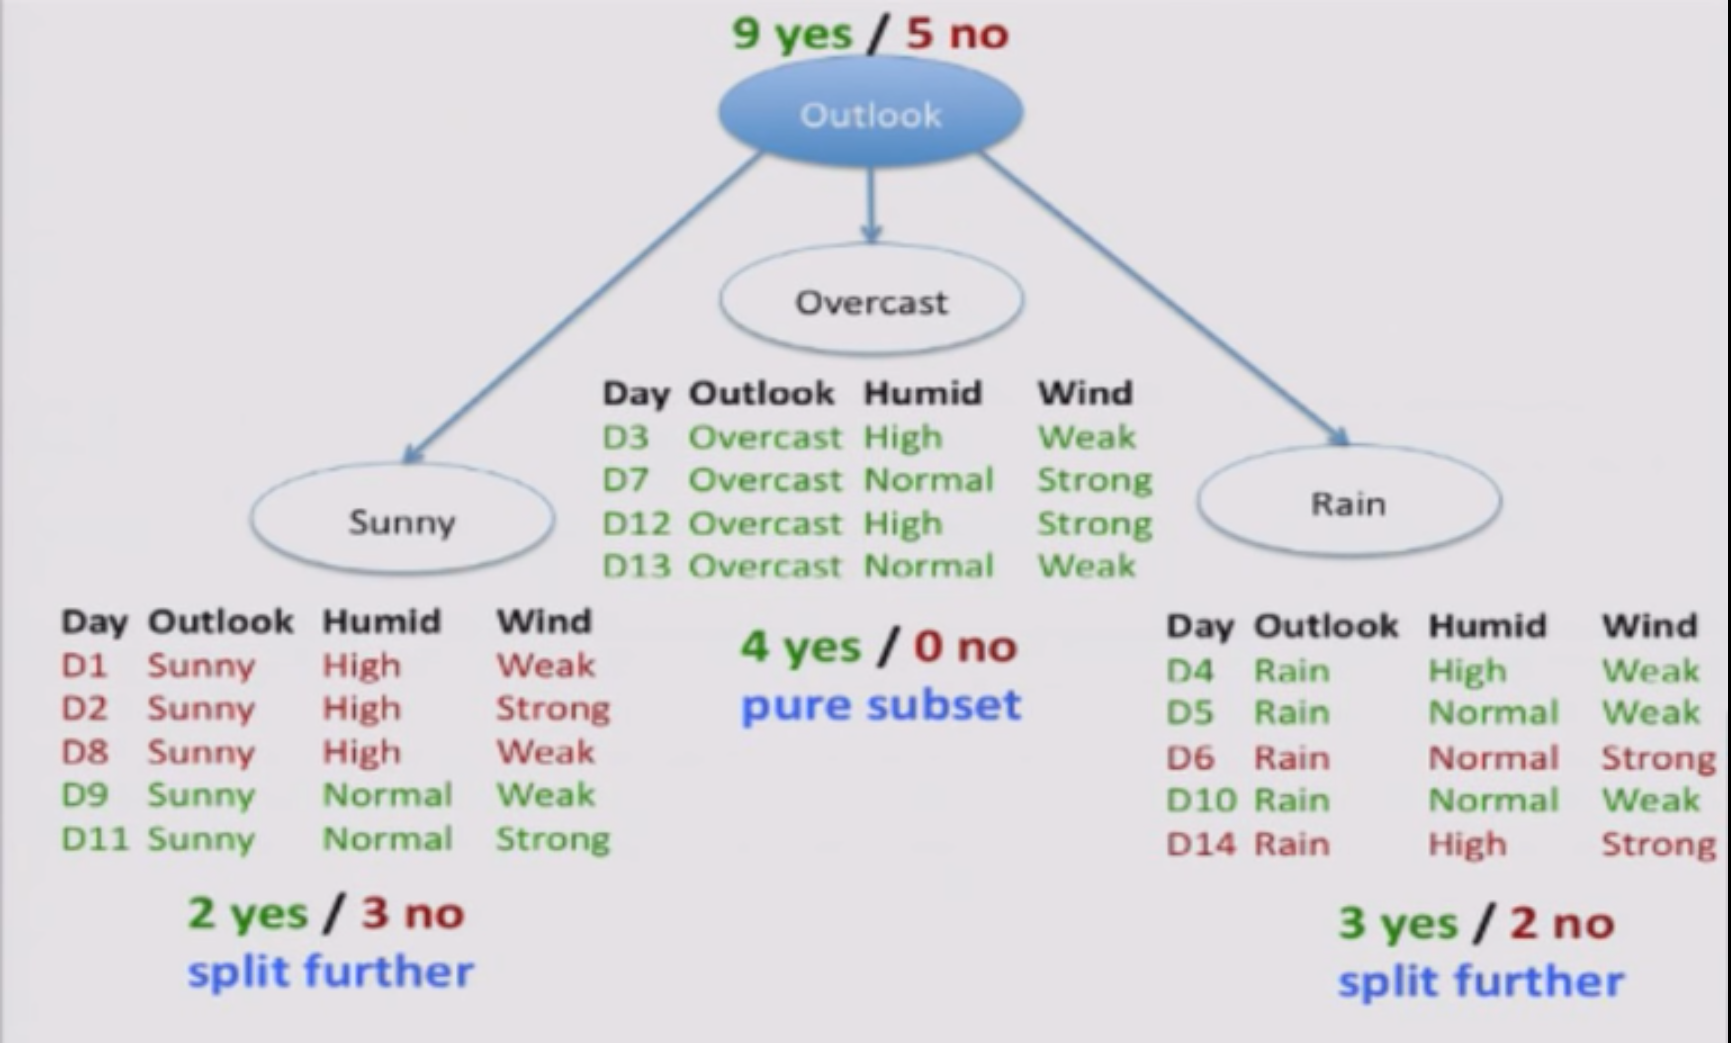 9 yes / 5 no
Outlook
Overcast
Day Outlook Humid Wind
D3 Overcast High Weak
D7 Overcast Normal Strong
D12 Overcast High Strong
D13 Overcast Normal Weak
4 yes / 0 no
pure subset
Sunny
Day Outlook Humid Wind
D1 Sunny High Weak
D2 Sunny High Strong
D8 Sunny High Weak
D9 Sunny Normal Weak
D11 Sunny Normal Strong
2 yes / 3 no
split further
Rain
Day Outlook Humid Wind
D4 Rain High Weak
D5 Rain Normal Weak
D6 Rain Normal Strong
D10 Rain Normal Weak
D14 Rain High Strong
3 yes / 2 no
split further